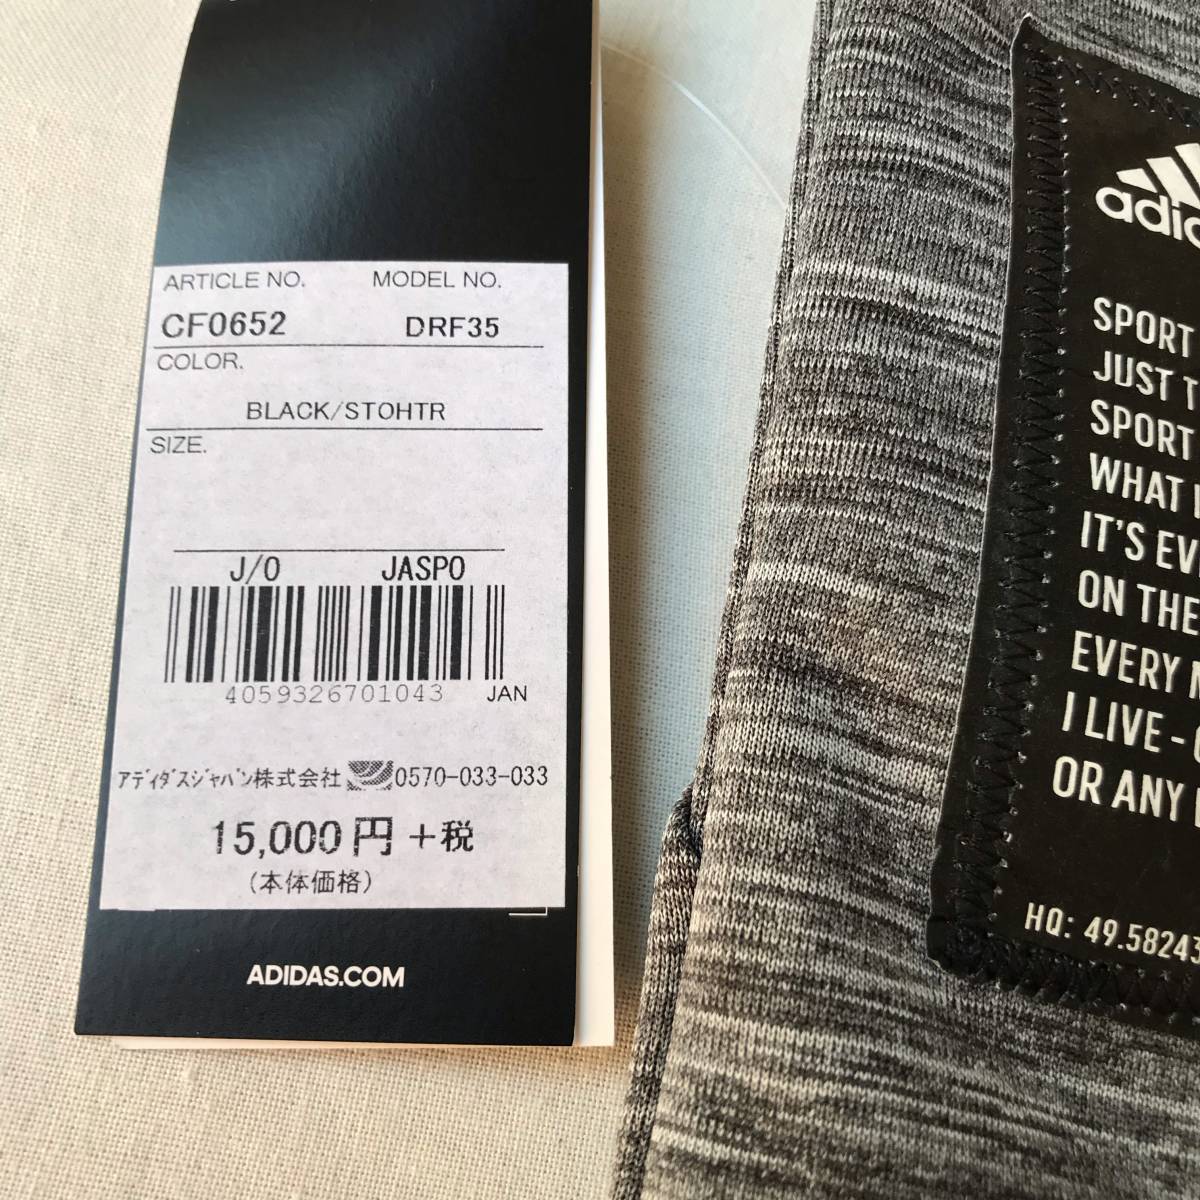 ARTICLE NO. MODEL NO.
CF0652 DRF35
COLOR.
BLACK/STOHTR
SIZE.
J/O JASPO
4059326701043 JAN
アディダスジャパン株式会社 0570-033-033
15,000円 +税
(本体価格)
ADIDAS.COM
SPORT
JUST
SPORT
WHAT
IT'S
ON THE
EVERY
I LIVE -
OR ANY
HQ: 49.58243